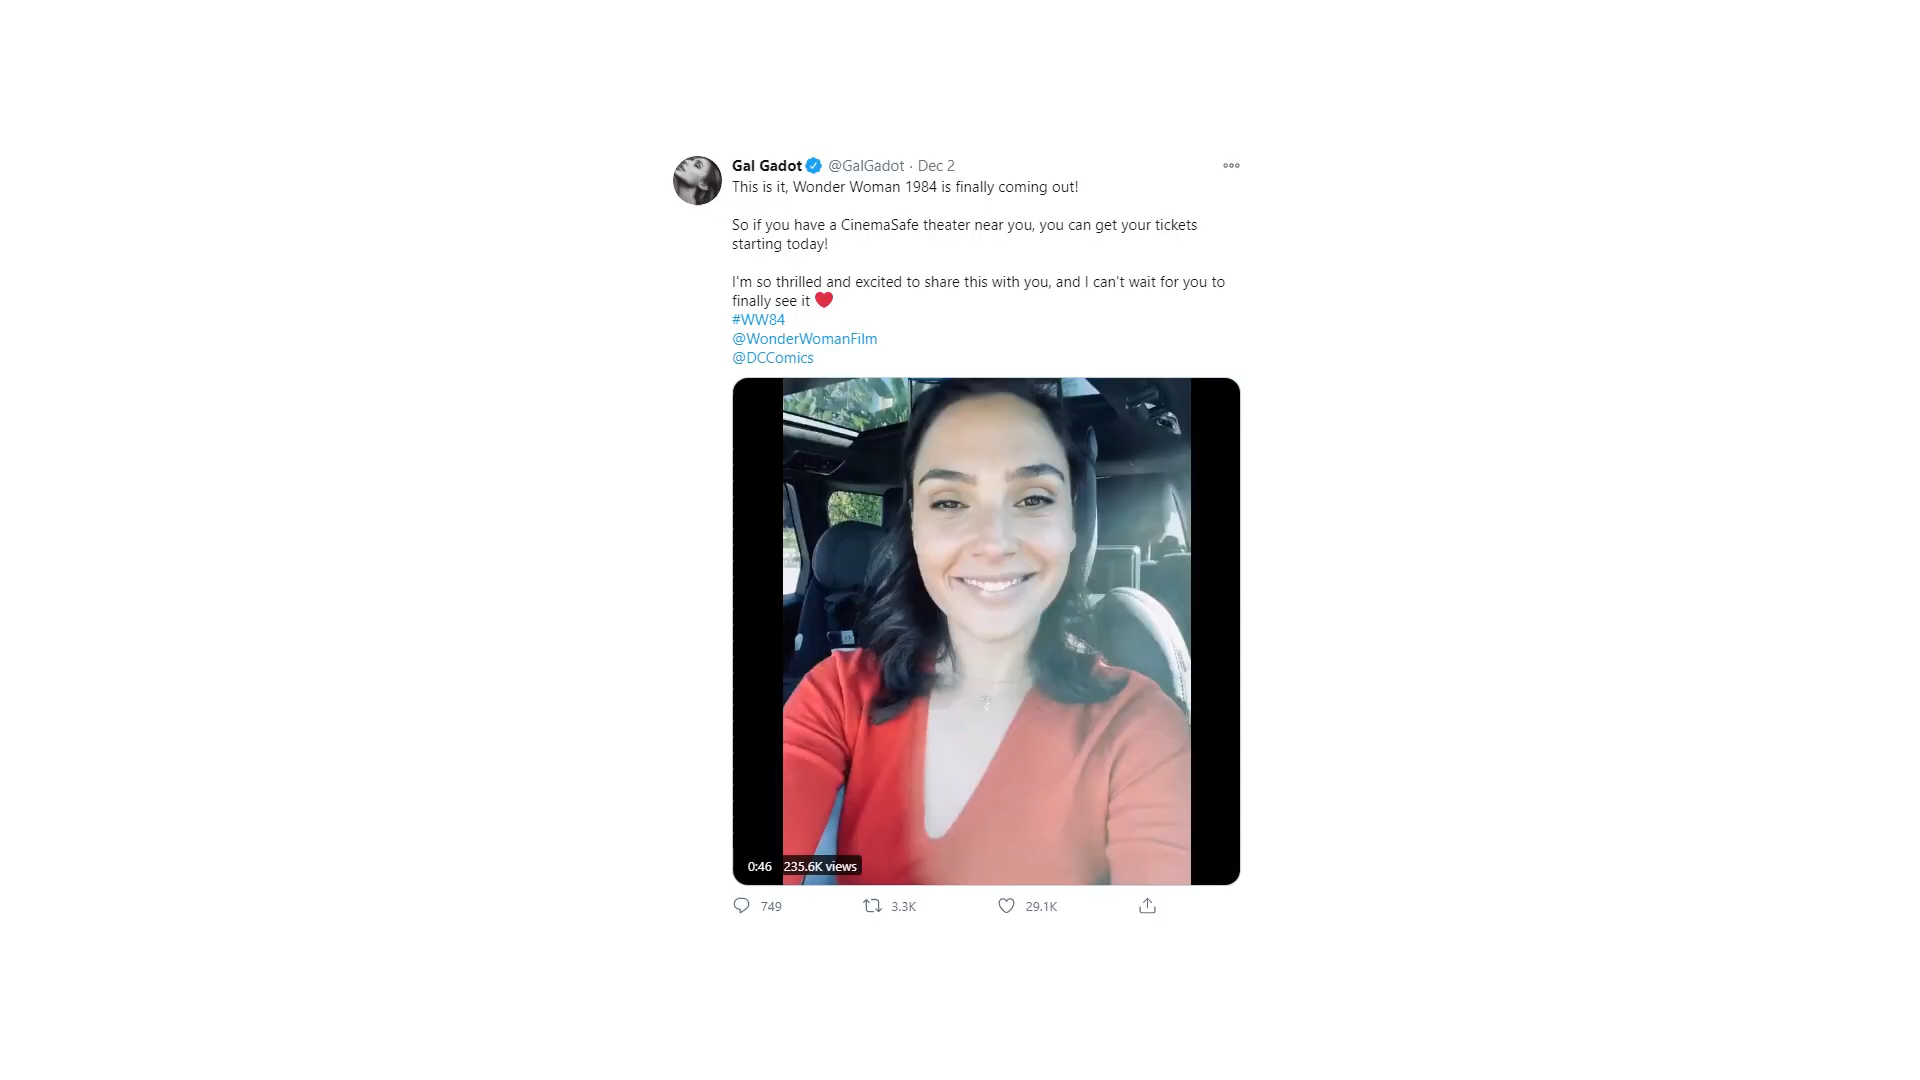 Gal Gadot @GalGadot · Dec 2
This is it, Wonder Woman 1984 is finally coming out!
So if you have a CinemaSafe theater near you, you can get your tickets
starting today!
I'm so thrilled and excited to share this with you, and I can't wait for you to
finally see it ❤️
#WW84
@WonderWomanFilm
@DCComics
0:46 235.6K views
749 3.3K 29.1K